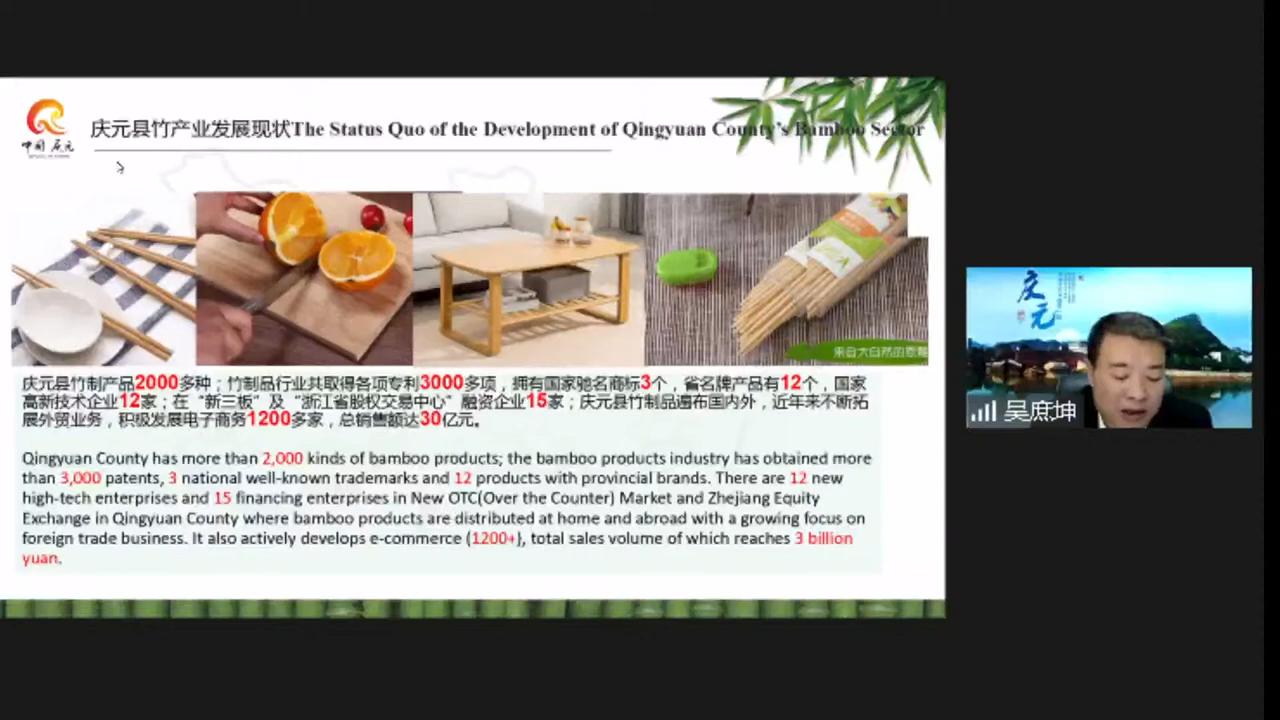 中国 庆元
庆元县竹产业发展现状The Status Quo of the Development of Qingyuan County's Bamboo Sector
来自大自然的恩赐
庆元县竹制产品2000多种；竹制品行业共取得各项专利3000多项，拥有国家驰名商标3个，省名牌产品有12个，国家
高新技术企业12家；在“新三板”及“浙江省股权交易中心”融资企业15家；庆元县竹制品遍布国内外，近年来不断拓
展外贸业务，积极发展电子商务1200多家，总销售额达30亿元。
Qingyuan County has more than 2,000 kinds of bamboo products; the bamboo products industry has obtained more
than 3,000 patents, 3 national well-known trademarks and 12 products with provincial brands. There are 12 new
high-tech enterprises and 15 financing enterprises in New OTC(Over the Counter) Market and Zhejiang Equity
Exchange in Qingyuan County where bamboo products are distributed at home and abroad with a growing focus on
foreign trade business. It also actively develops e-commerce (1200+), total sales volume of which reaches 3 billion
yuan.
庆元
吴庶坤